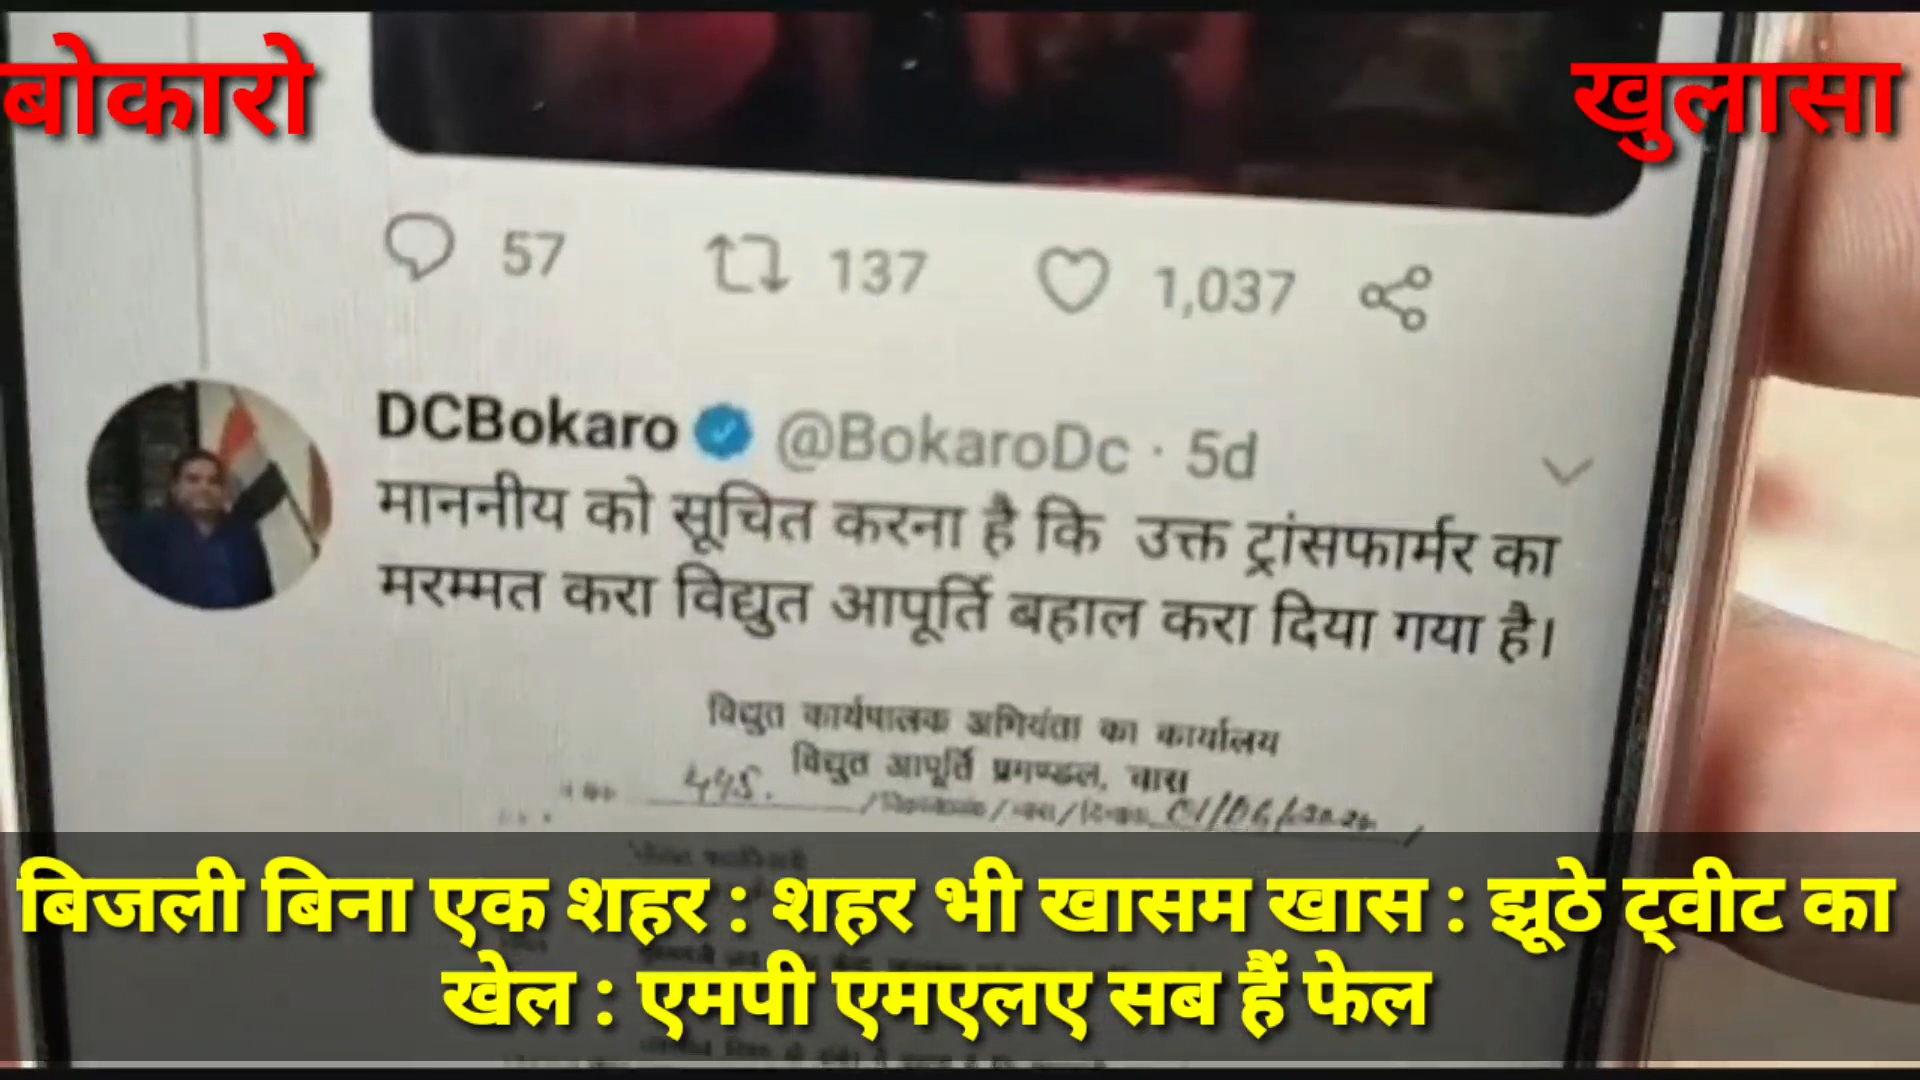 बोकारो
खुलासा
57 137 1,037
DCBokaro @BokaroDc · 5d
माननीय को सूचित करना है कि उक्त ट्रांसफार्मर का
मरम्मत करा विद्युत आपूर्ति बहाल करा दिया गया है।
विद्युत कार्यपालक अभियंता का कार्यालय
विद्युत आपूर्ति प्रमण्डल, चास
445.
बिजली बिना एक शहर : शहर भी खासम खास : झूठे ट्वीट का
खेल : एमपी एमएलए सब हैं फेल